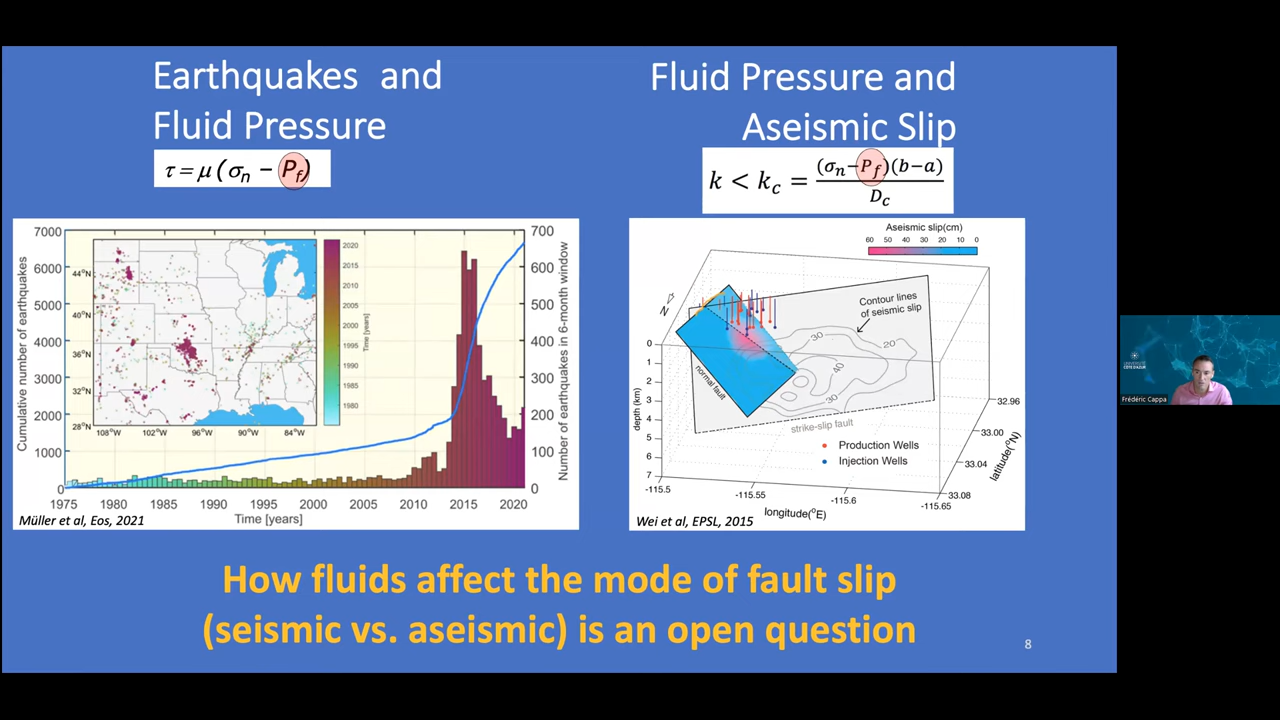 Earthquakes and
Fluid Pressure
τ = μ (σn − Pf)
Fluid Pressure and
Aseismic Slip
k < kc = (σn−Pf)(b−a) / Dc
7000
6000
5000
4000
3000
2000
1000
0
Cumulative number of earthquakes
44°N
40°N
36°N
32°N
28°N
108°W 102°W 96°W 90°W 84°W
2020
2015
2010
2005
2000
1995
1990
1985
1980
Time [years]
700
600
500
400
300
200
100
0
Number of earthquakes in 6-month window
1975 1980 1985 1990 1995 2000 2005 2010 2015 2020
Time [years]
Müller et al, Eos, 2021
Aseismic slip(cm)
60 50 40 30 20 10 0
N
Contour lines
of seismic slip
30
20
40
30
normal fault
strike-slip fault
Production Wells
Injection Wells
0
1
2
3
4
5
6
7
depth (km)
-115.5 -115.55 -115.6 -115.65
longitude(°E)
32.96
33.00
33.04
33.08
latitude(°N)
Wei et al, EPSL, 2015
How fluids affect the mode of fault slip
(seismic vs. aseismic) is an open question
8
UNIVERSITÉ
CÔTE D'AZUR
Frédéric Cappa